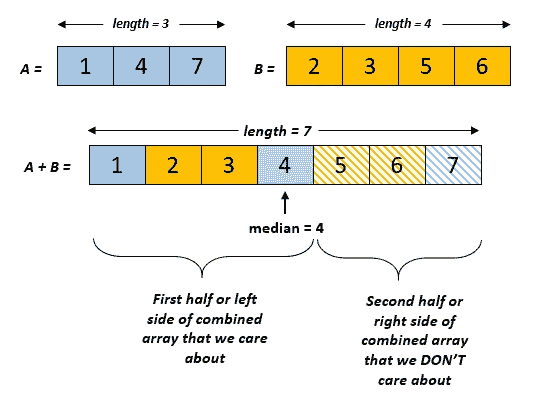 length = 3
length = 4
A = 1 4 7
B = 2 3 5 6
length = 7
A + B = 1 2 3 4 5 6 7
median = 4
First half or left
side of combined
array that we care
about
Second half or
right side of
combined array
that we DON'T
care about